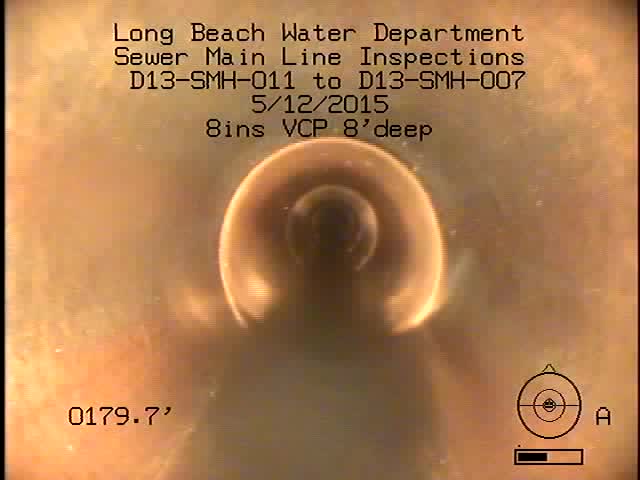 Long Beach Water Department
Sewer Main Line Inspections
D13-SMH-011 to D13-SMH-007
5/12/2015
8ins VCP 8'deep
0179.7'
A